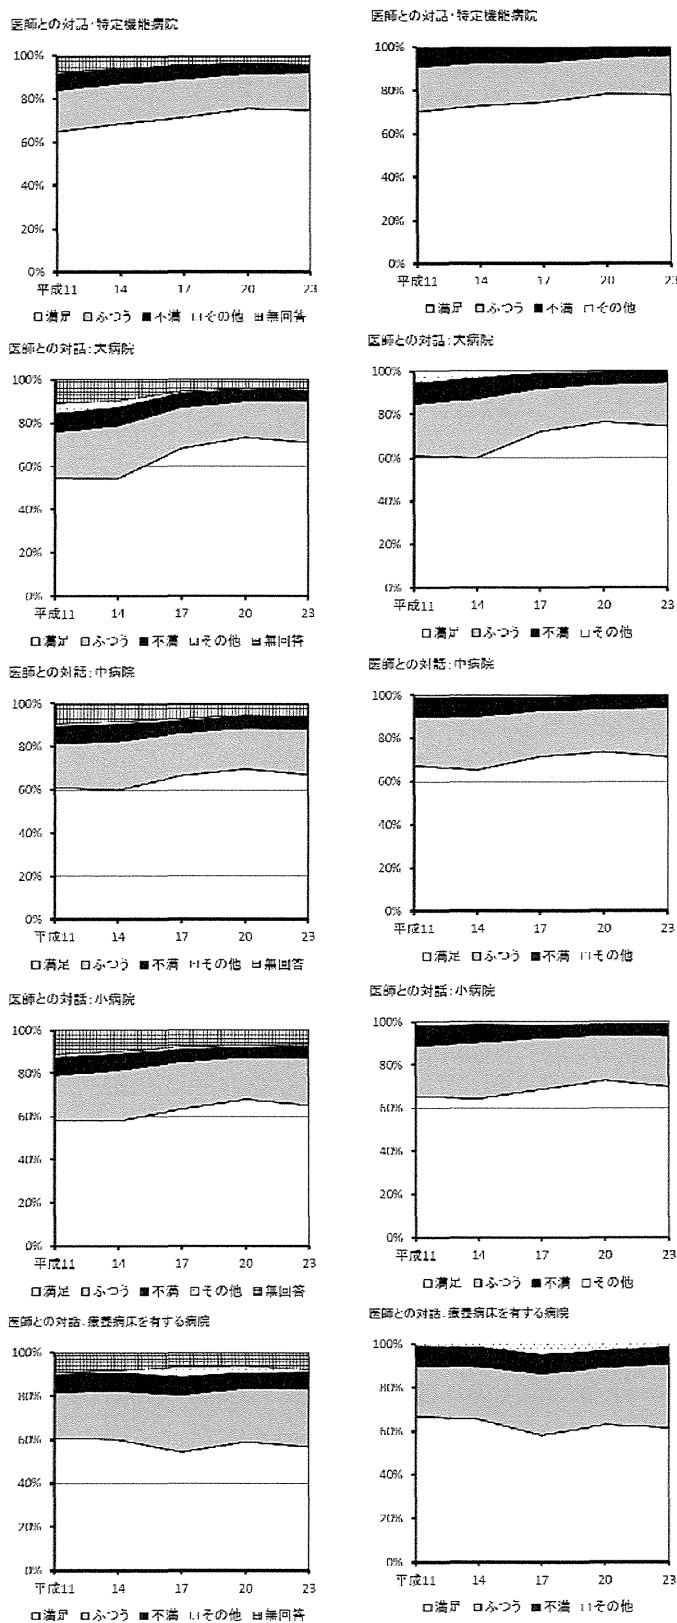 医師との対話・特定機能病院
100%
80%
60%
40%
20%
0%
平成11 14 17 20 23
□満足 □ふつう ■不満 □その他 田無回答
医師との対話・特定機能病院
100%
80%
60%
40%
20%
0%
平成11 14 17 20 23
□満足 □ふつう ■不満 □その他
医師との対話:大病院
100%
80%
60%
40%
20%
0%
平成11 14 17 20 23
□満足 □ふつう ■不満 □その他 田無回答
医師との対話:大病院
100%
80%
60%
40%
20%
0%
平成11 14 17 20 23
□満足 □ふつう ■不満 □その他
医師との対話:中病院
100%
80%
60%
40%
20%
0%
平成11 14 17 20 23
□満足 □ふつう ■不満 □その他 田無回答
医師との対話:中病院
100%
80%
60%
40%
20%
0%
平成11 14 17 20 23
□満足 □ふつう ■不満 □その他
医師との対話:小病院
100%
80%
60%
40%
20%
0%
平成11 14 17 20 23
□満足 □ふつう ■不満 □その他 田無回答
医師との対話:小病院
100%
80%
60%
40%
20%
0%
平成11 14 17 20 23
□満足 □ふつう ■不満 □その他
医師との対話:療養病床を有する病院
100%
80%
60%
40%
20%
0%
平成11 14 17 20 23
□満足 □ふつう ■不満 □その他 田無回答
医師との対話:療養病床を有する病院
100%
80%
60%
40%
20%
0%
平成11 14 17 20 23
□満足 □ふつう ■不満 □その他